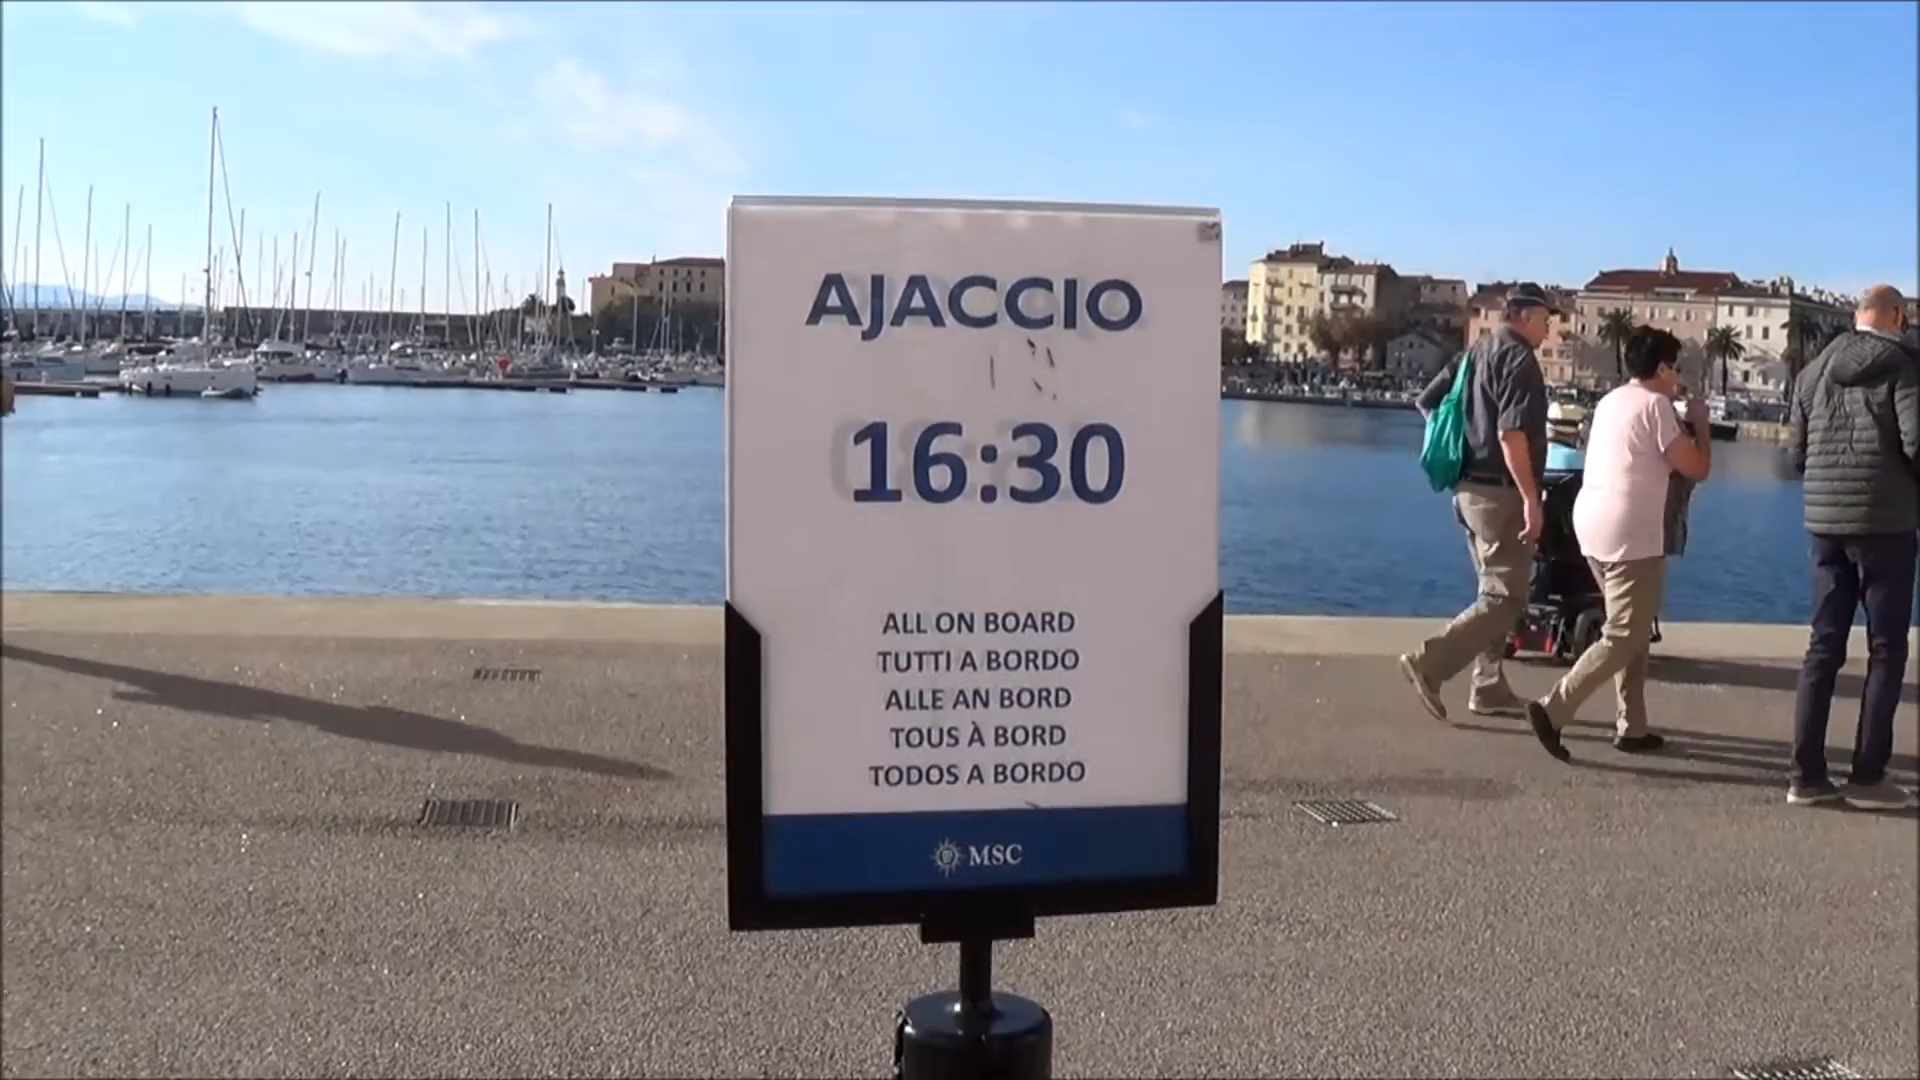 AJACCIO
16:30
ALL ON BOARD
TUTTI A BORDO
ALLE AN BORD
TOUS À BORD
TODOS A BORDO
MSC